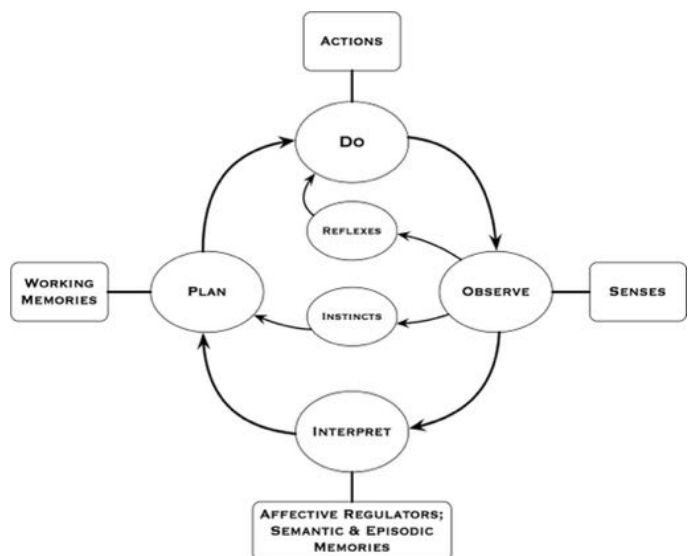 ACTIONS
DO
REFLEXES
WORKING
MEMORIES
PLAN
OBSERVE
SENSES
INSTINCTS
INTERPRET
AFFECTIVE REGULATORS;
SEMANTIC & EPISODIC
MEMORIES